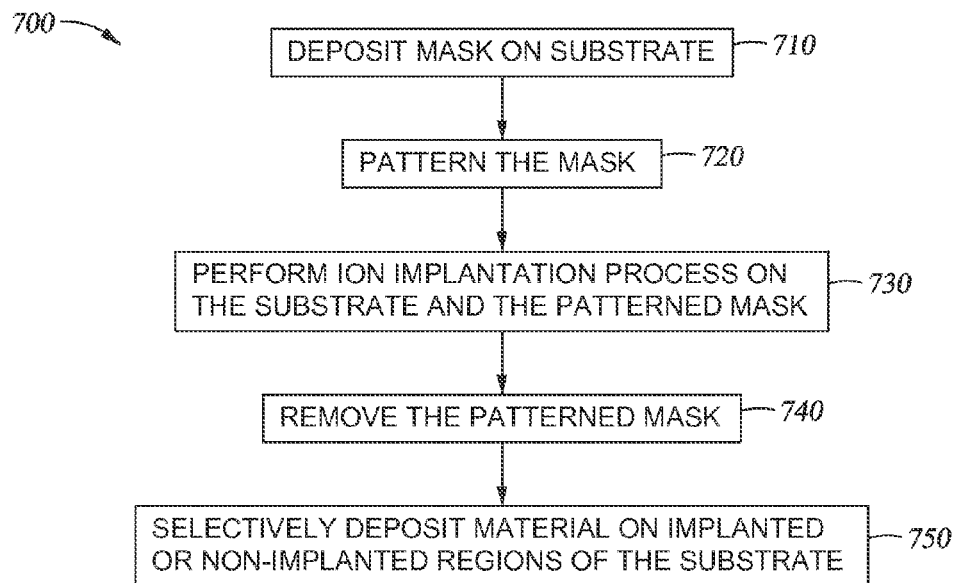 700
DEPOSIT MASK ON SUBSTRATE
710
PATTERN THE MASK
720
PERFORM ION IMPLANTATION PROCESS ON
THE SUBSTRATE AND THE PATTERNED MASK
730
REMOVE THE PATTERNED MASK
740
SELECTIVELY DEPOSIT MATERIAL ON IMPLANTED
OR NON-IMPLANTED REGIONS OF THE SUBSTRATE
750